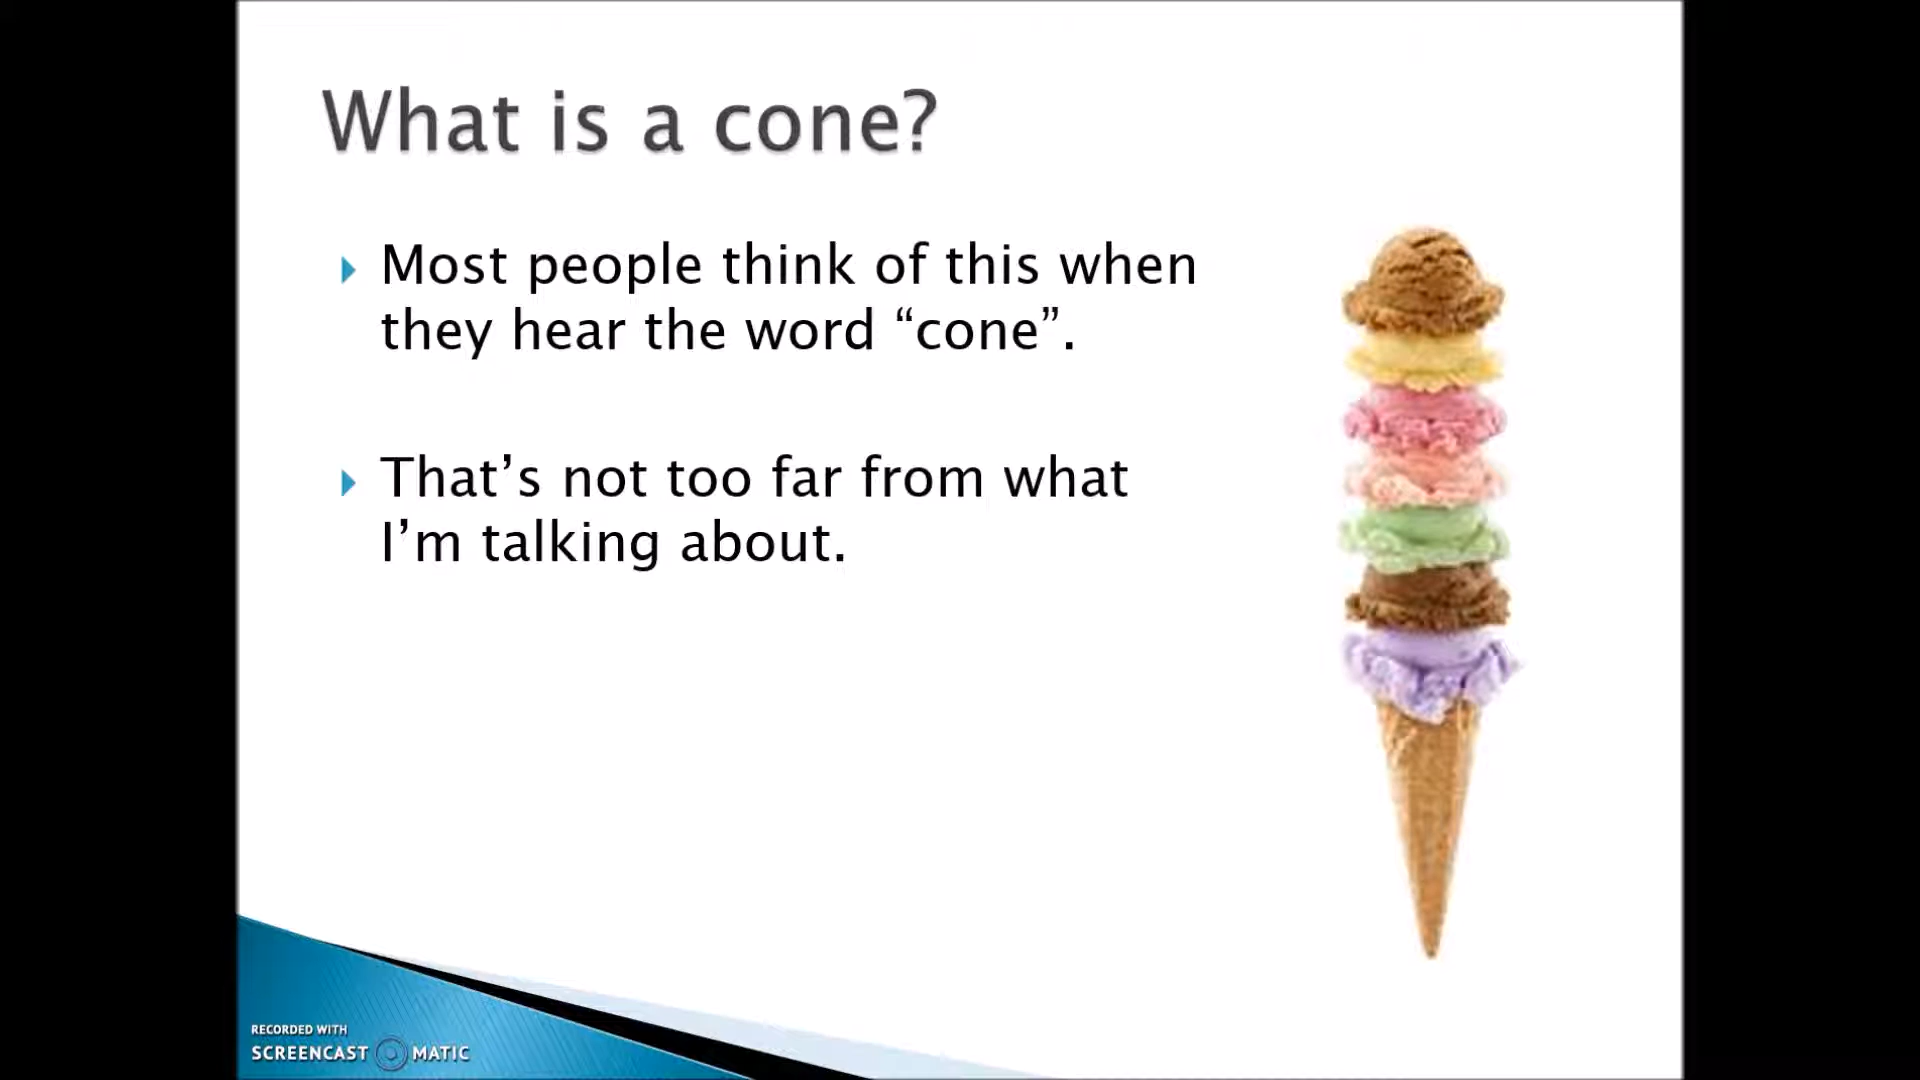 What is a cone?
Most people think of this when
they hear the word “cone”.
That’s not too far from what
I’m talking about.
RECORDED WITH
SCREENCAST MATIC